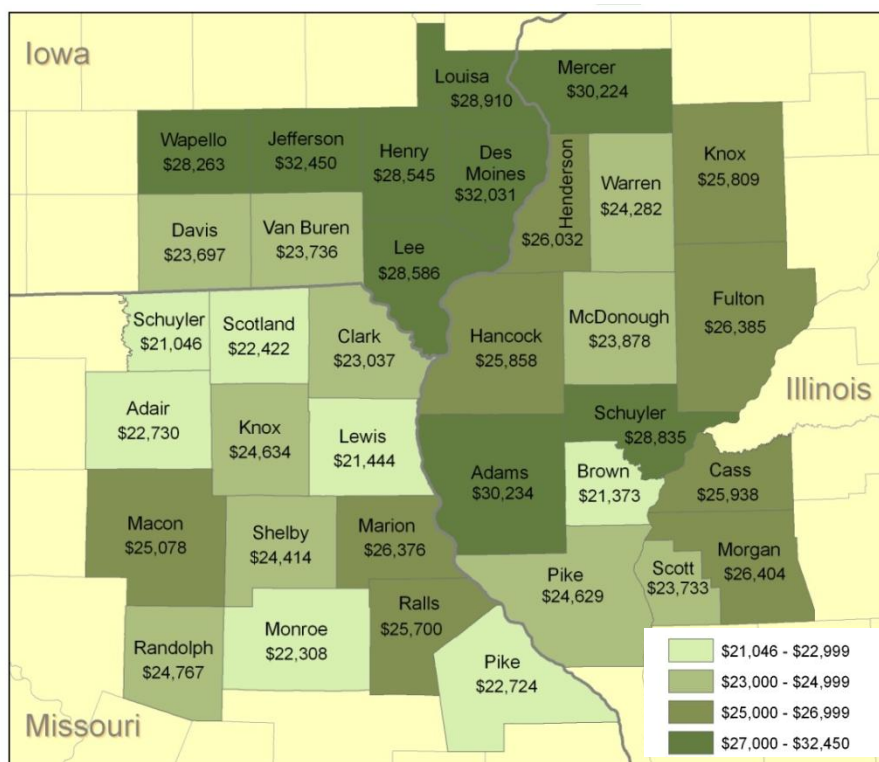 Iowa
Louisa
$28,910
Mercer
$30,224
Wapello
$28,263
Jefferson
$32,450
Henry
$28,545
Des
Moines
$32,031
Henderson
$26,032
Warren
$24,282
Knox
$25,809
Davis
$23,697
Van Buren
$23,736
Lee
$28,586
Schuyler
$21,046
Scotland
$22,422
Clark
$23,037
Hancock
$25,858
McDonough
$23,878
Fulton
$26,385
Illinois
Adair
$22,730
Knox
$24,634
Lewis
$21,444
Adams
$30,234
Schuyler
$28,835
Brown
$21,373
Cass
$25,938
Macon
$25,078
Shelby
$24,414
Marion
$26,376
Pike
$24,629
Scott
$23,733
Morgan
$26,404
Randolph
$24,767
Monroe
$22,308
Ralls
$25,700
Pike
$22,724
Missouri
$21,046 - $22,999
$23,000 - $24,999
$25,000 - $26,999
$27,000 - $32,450